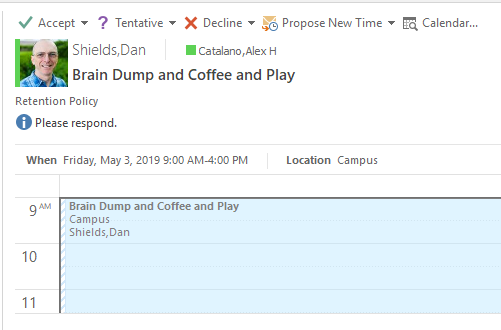 Accept ? Tentative Decline Propose New Time Calendar...
Shields,Dan Catalano,Alex H
Brain Dump and Coffee and Play
Retention Policy
Please respond.
When Friday, May 3, 2019 9:00 AM-4:00 PM Location Campus
9 AM Brain Dump and Coffee and Play
Campus
Shields,Dan
10
11